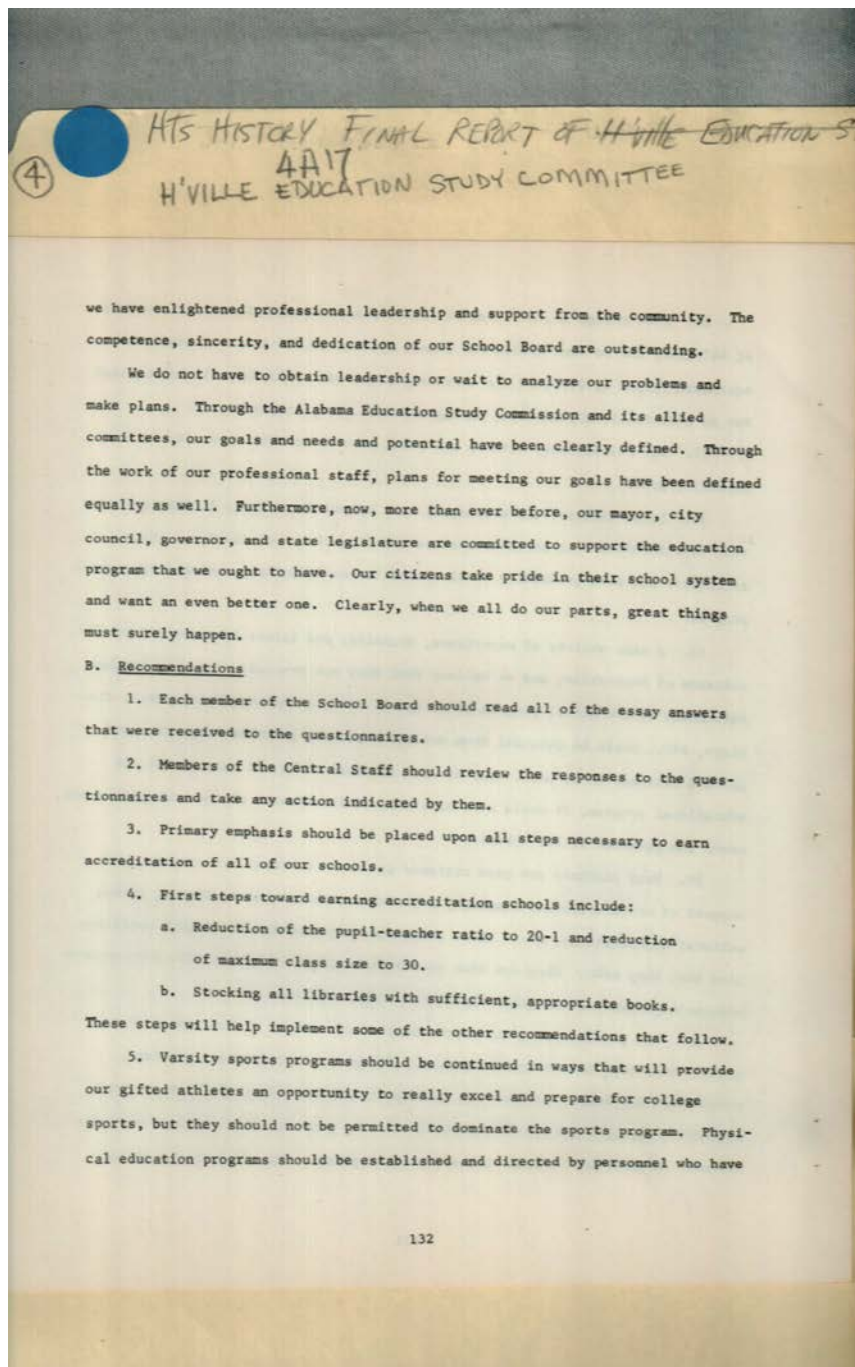 HTS HISTORY FINAL REPORT OF H'ville EDUCATION S
4
4A17
H'VILLE EDUCATION STUDY COMMITTEE
we have enlightened professional leadership and support from the community. The
competence, sincerity, and dedication of our School Board are outstanding.
We do not have to obtain leadership or wait to analyze our problems and
make plans. Through the Alabama Education Study Commission and its allied
committees, our goals and needs and potential have been clearly defined. Through
the work of our professional staff, plans for meeting our goals have been defined
equally as well. Furthermore, now, more than ever before, our mayor, city
council, governor, and state legislature are committed to support the education
program that we ought to have. Our citizens take pride in their school system
and want an even better one. Clearly, when we all do our parts, great things
must surely happen.
B. Recommendations
1. Each member of the School Board should read all of the essay answers
that were received to the questionnaires.
2. Members of the Central Staff should review the responses to the ques-
tionnaires and take any action indicated by them.
3. Primary emphasis should be placed upon all steps necessary to earn
accreditation of all of our schools.
4. First steps toward earning accreditation schools include:
a. Reduction of the pupil-teacher ratio to 20-1 and reduction
of maximum class size to 30.
b. Stocking all libraries with sufficient, appropriate books.
These steps will help implement some of the other recommendations that follow.
5. Varsity sports programs should be continued in ways that will provide
our gifted athletes an opportunity to really excel and prepare for college
sports, but they should not be permitted to dominate the sports program. Physi-
cal education programs should be established and directed by personnel who have
132